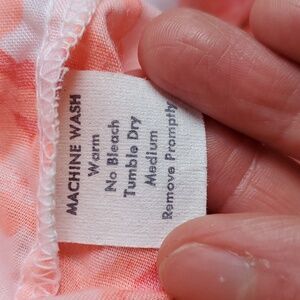 MACHINE WASH
Warm
No Bleach
Tumble Dry
Medium
Remove Promptly